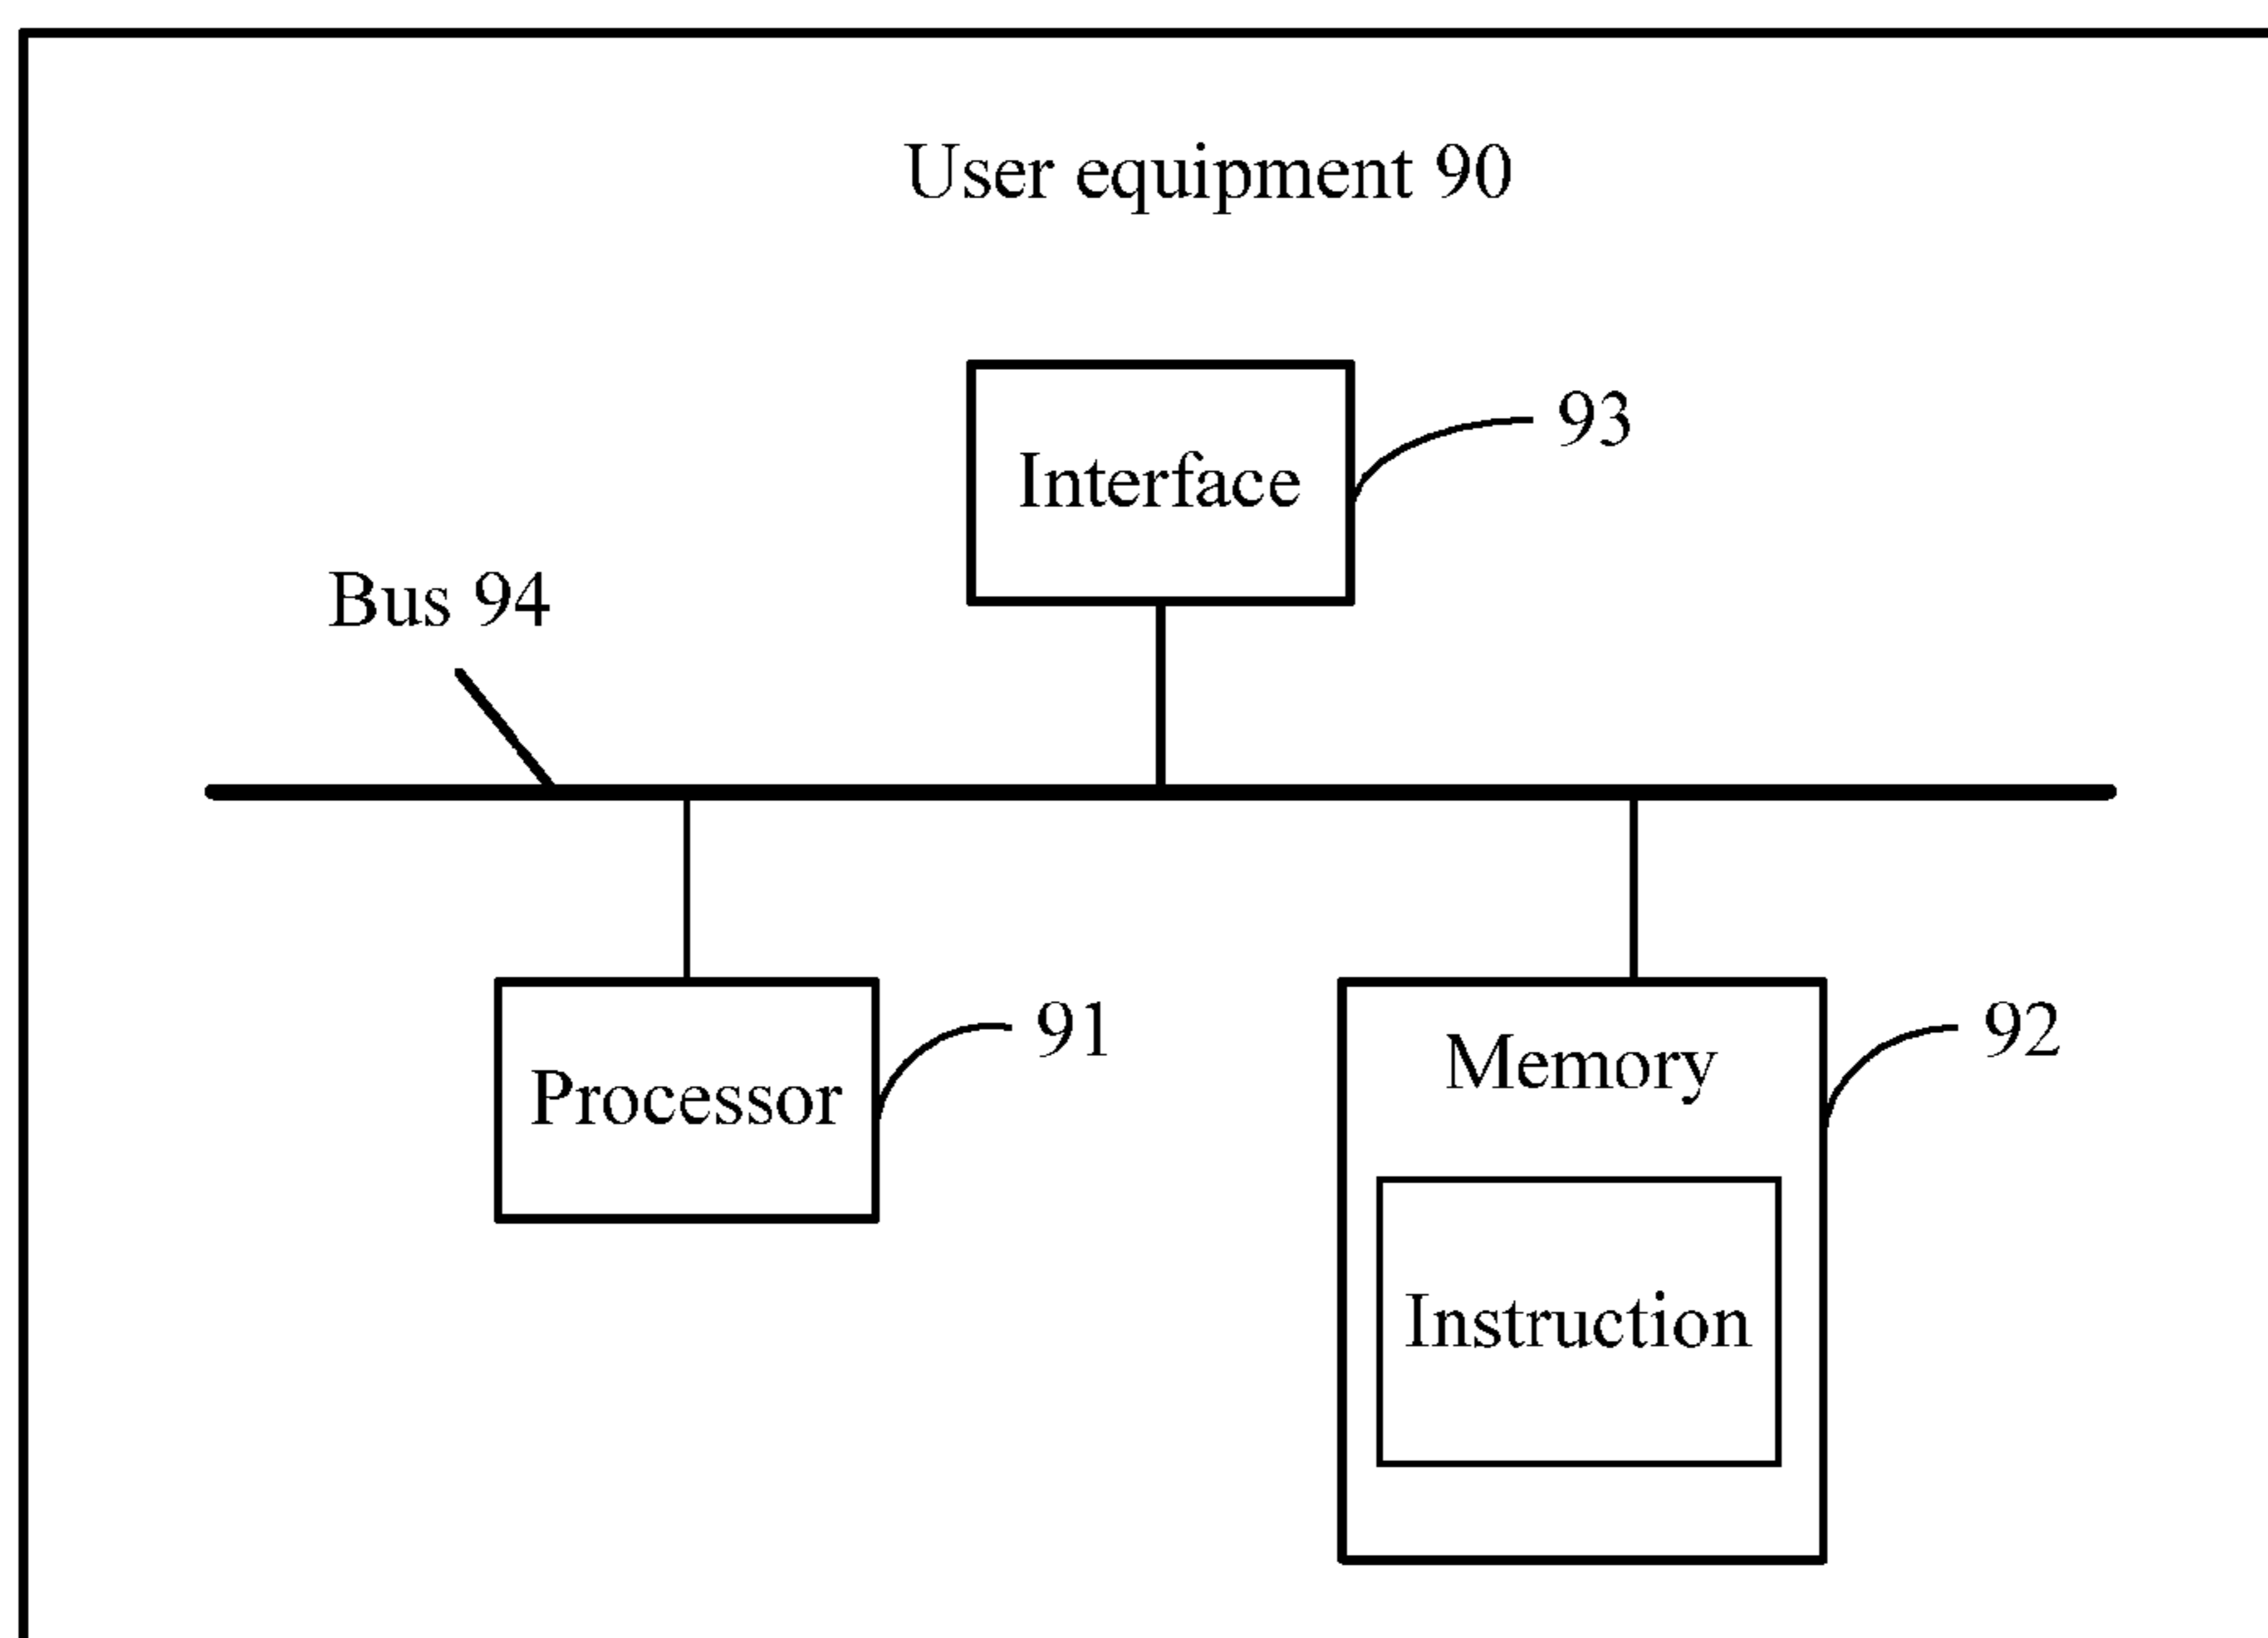 User equipment 90
Interface
93
Bus 94
Processor
91
Memory
92
Instruction